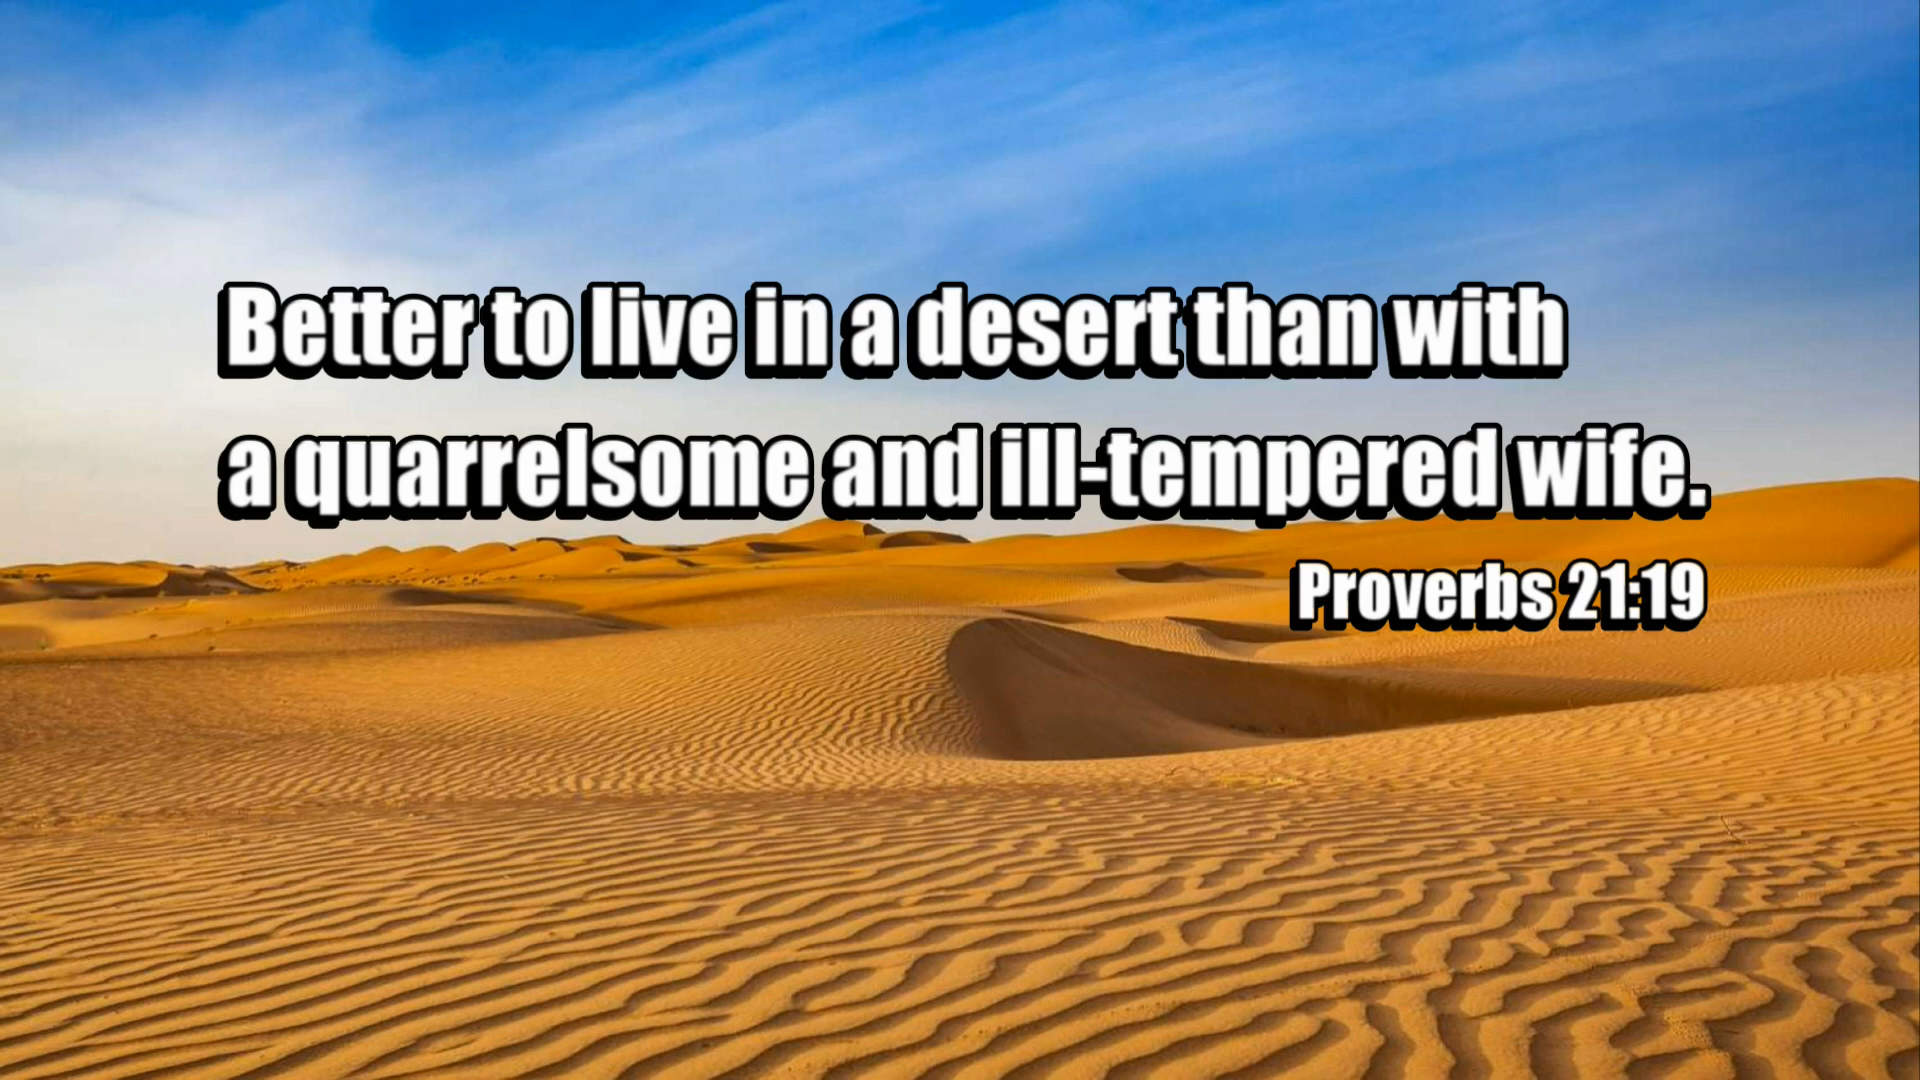 Better to live in a desert than with
a quarrelsome and ill-tempered wife.
Proverbs 21:19